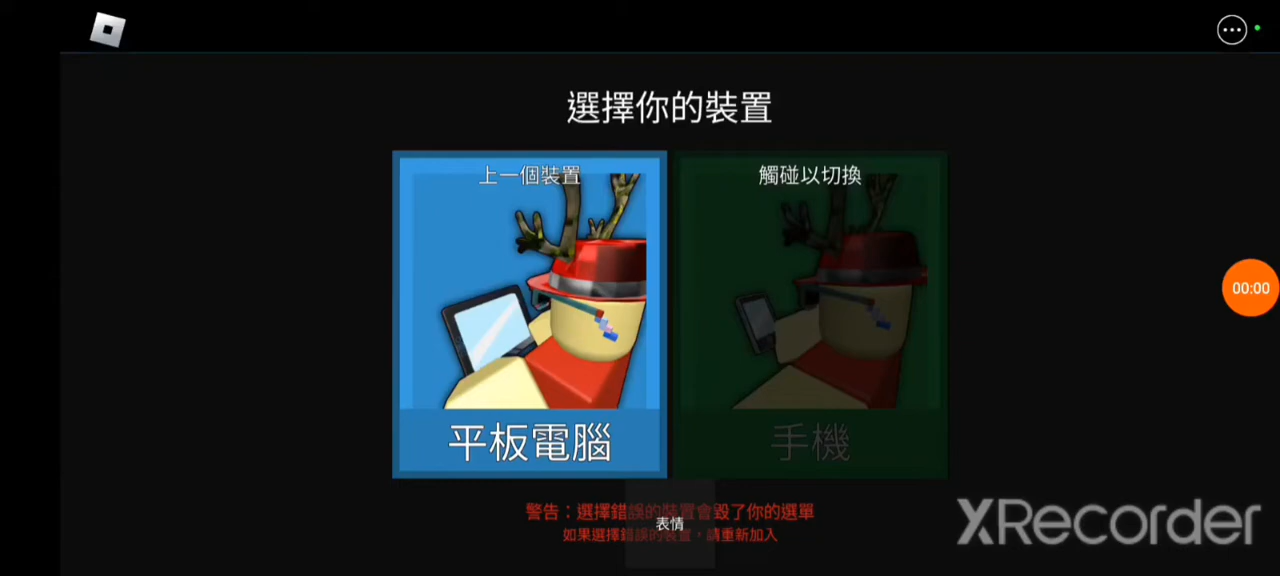 選擇你的裝置
上一個裝置
觸碰以切換
00:00
平板電腦
手機
警告：選擇錯誤的裝置會毀了你的選單
表情
如果選擇錯誤的裝置，請重新加入
XRecorder